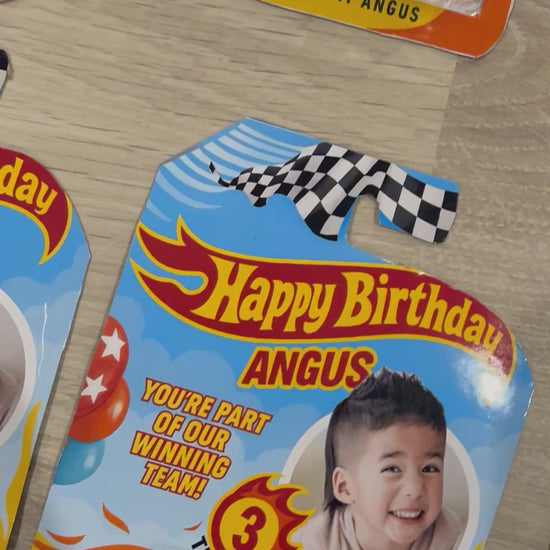 ANGUS
day
Happy Birthday
ANGUS
YOU'RE PART
OF OUR
WINNING
TEAM!
3